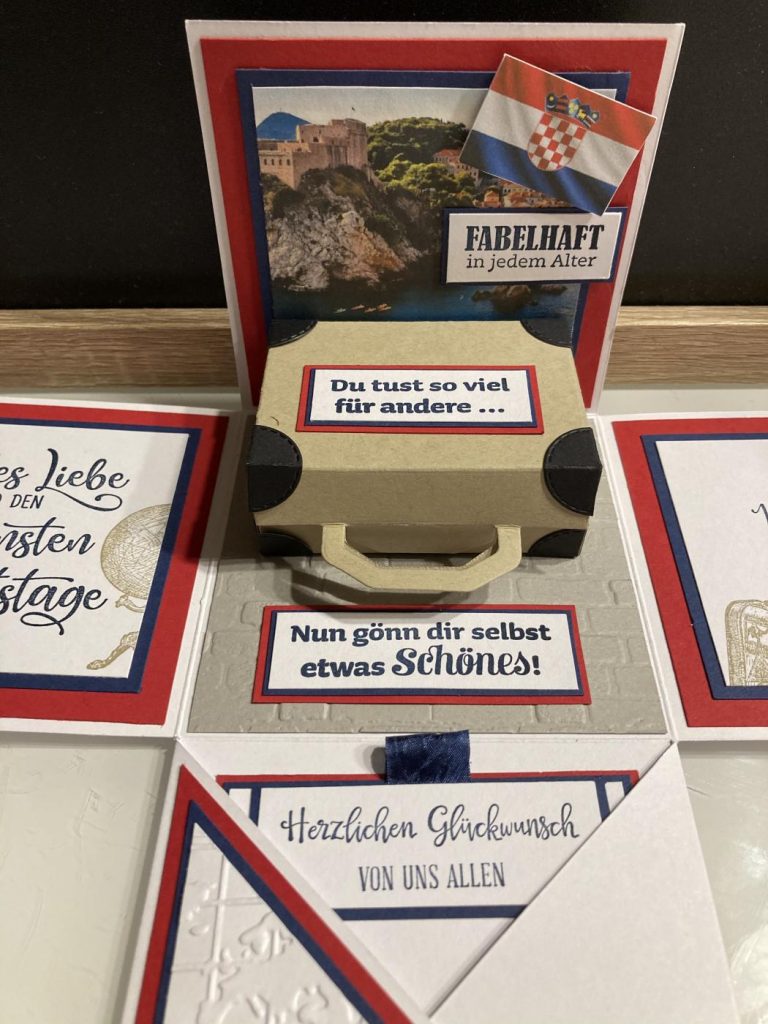 FABELHAFT
in jedem Alter
Du tust so viel
für andere ...
Liebe
DEN
Nun gönn dir selbst
etwas Schönes!
Herzlichen Glückwunsch
VON UNS ALLEN